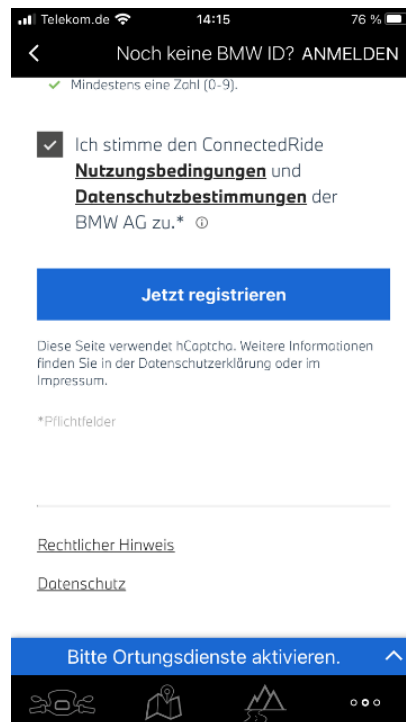 Telekom.de 14:15 76 %
Noch keine BMW ID? ANMELDEN
Mindestens eine Zahl (0-9).
Ich stimme den ConnectedRide
Nutzungsbedingungen und
Datenschutzbestimmungen der
BMW AG zu.*
Jetzt registrieren
Diese Seite verwendet hCaptcha. Weitere Informationen
finden Sie in der Datenschutzerklärung oder im
Impressum.
*Pflichtfelder
Rechtlicher Hinweis
Datenschutz
Bitte Ortungsdienste aktivieren.